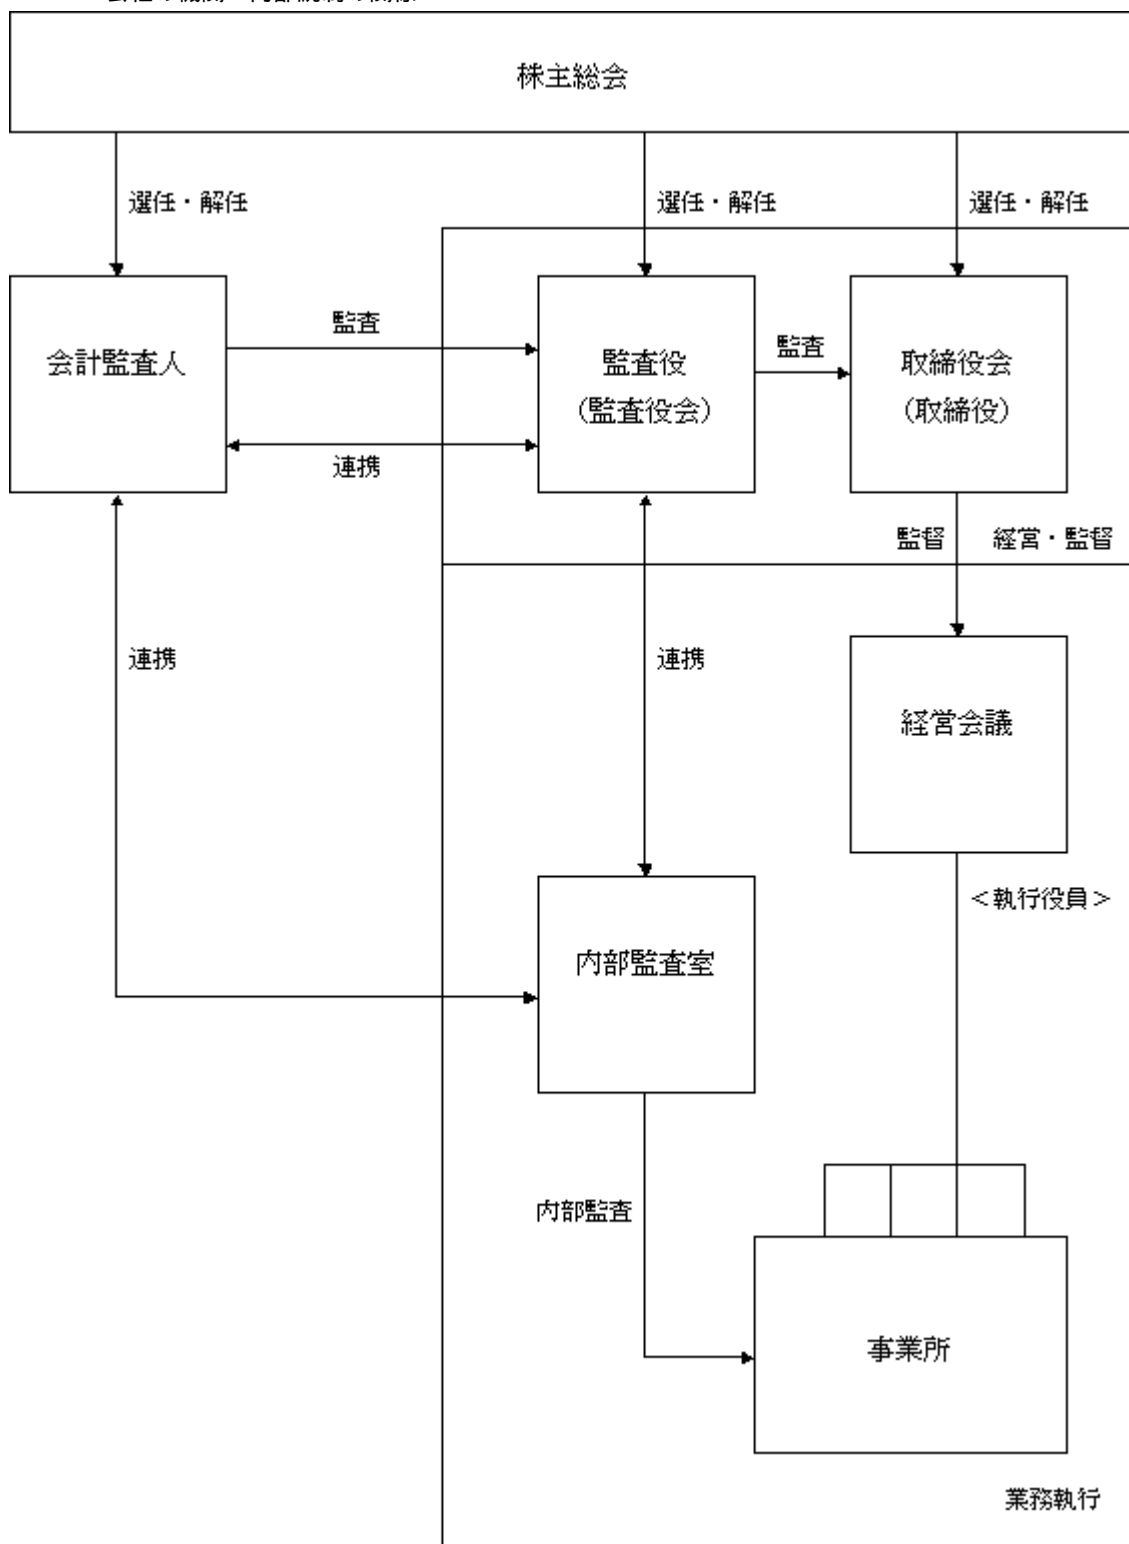 株主総会
選任・解任
選任・解任
選任・解任
監査
会計監査人
監査役
(監査役会)
監査
取締役会
(取締役)
連携
監督
経営・監督
連携
連携
経営会議
<執行役員>
内部監査室
内部監査
事業所
業務執行